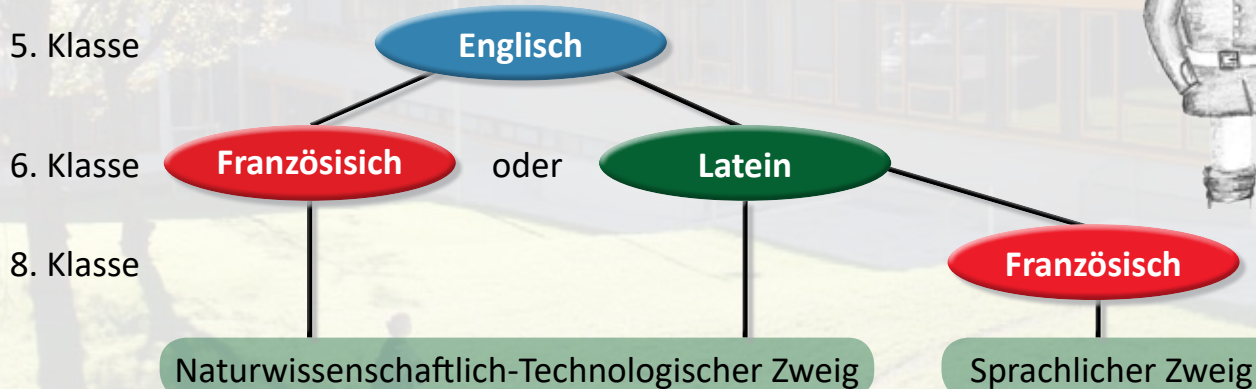 5. Klasse Englisch
6. Klasse Französisich oder Latein
8. Klasse Französisch
Naturwissenschaftlich-Technologischer Zweig Sprachlicher Zweig